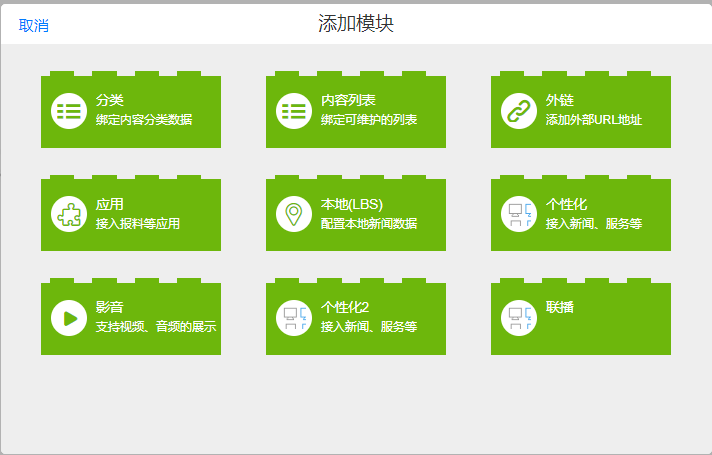 取消
添加模块
分类
绑定内容分类数据
内容列表
绑定可维护的列表
外链
添加外部URL地址
应用
接入报料等应用
本地(LBS)
配置本地新闻数据
个性化
接入新闻、服务等
影音
支持视频、音频的展示
个性化2
接入新闻、服务等
联播